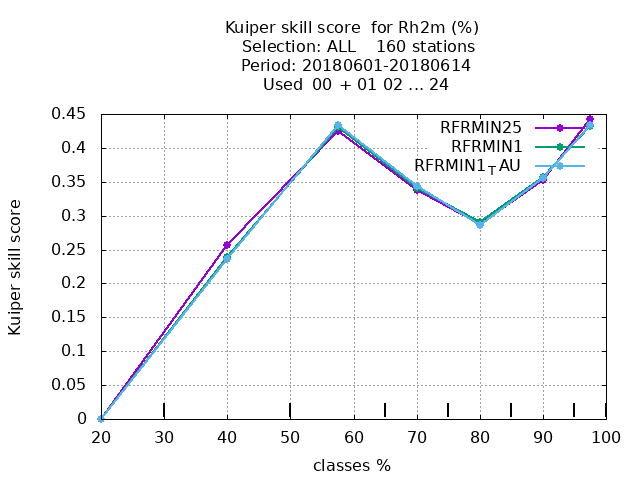 Kuiper skill score  for Rh2m (%)
Selection: ALL    160 stations
Period: 20180601-20180614
Used  00  + 01 02 ... 24
RFRMIN25
RFRMIN1
RFRMIN1TAU
0.45
0.4
0.35
0.3
0.25
0.2
0.15
0.1
0.05
0
Kuiper skill score
20 30 40 50 60 70 80 90 100
classes %